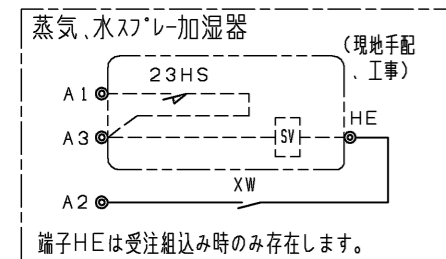 蒸気、水スプレー加湿器
(現地手配
、工事)
23HS
A1
A3
SV
HE
XW
A2
端子HEは受注組込み時のみ存在します。